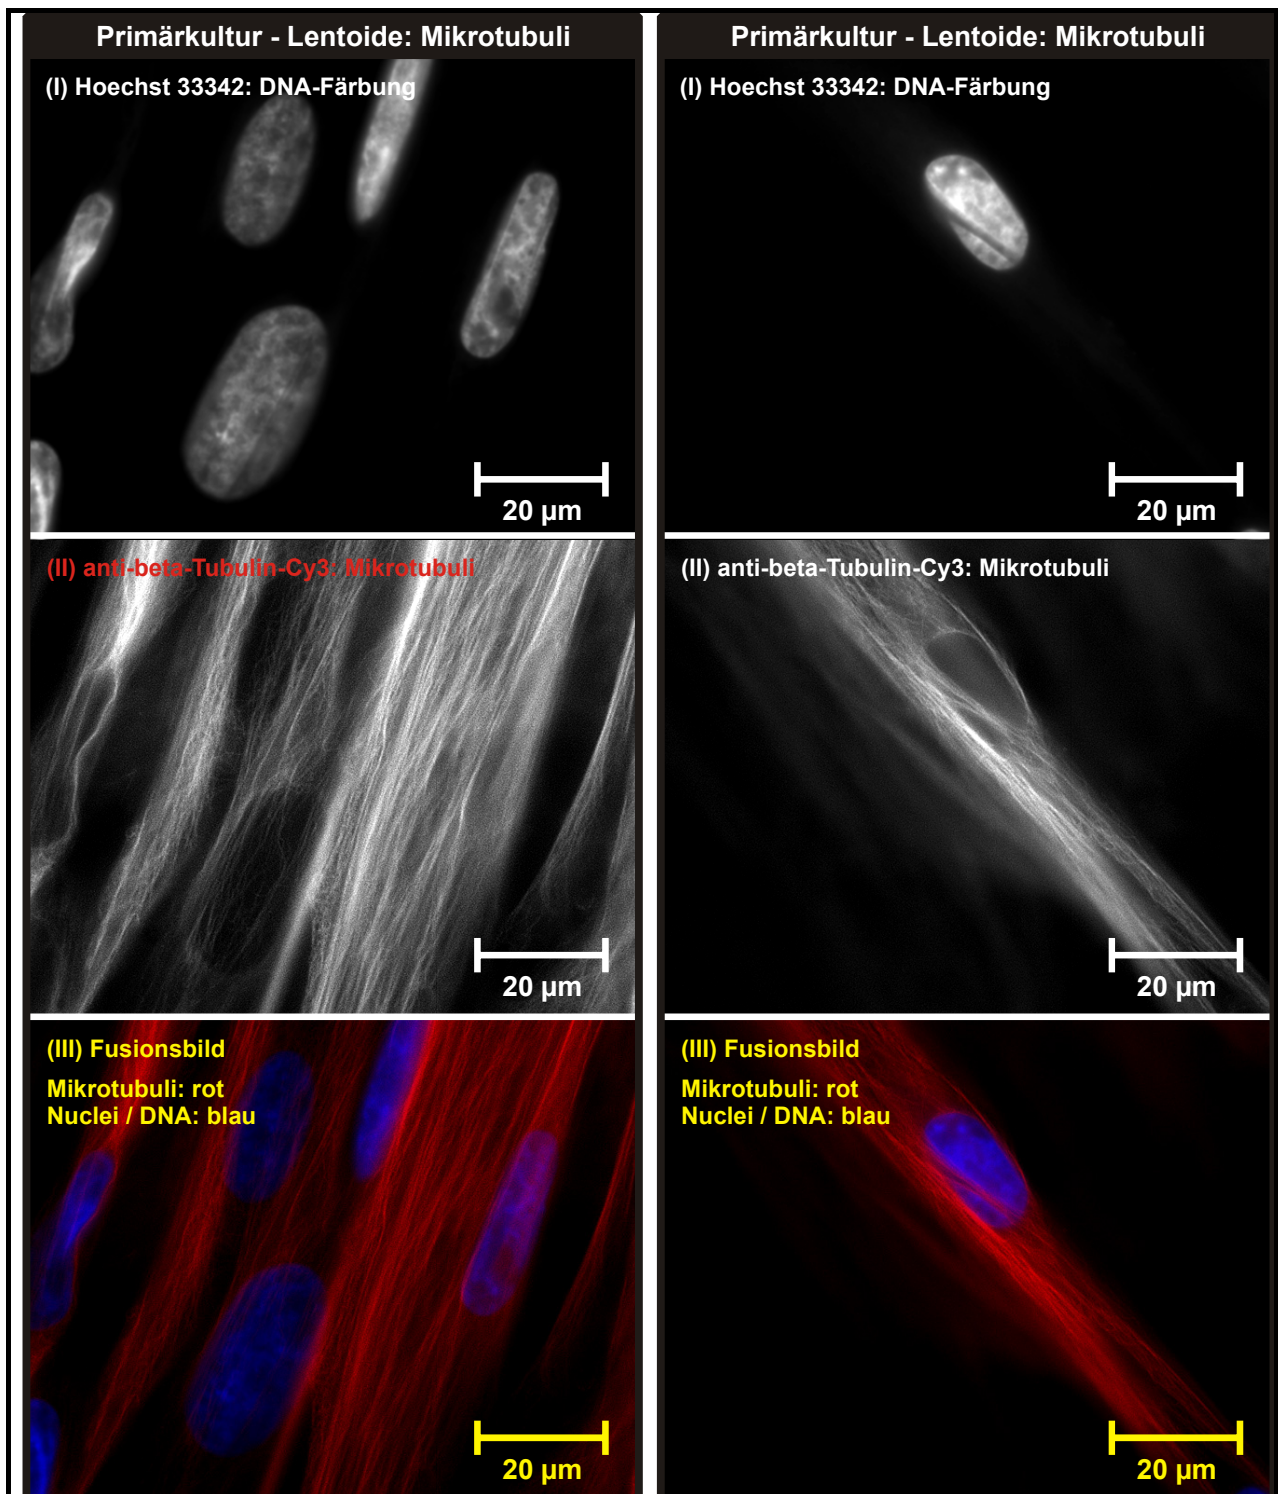 Primärkultur - Lentoide: Mikrotubuli
(I) Hoechst 33342: DNA-Färbung
20 µm
(II) anti-beta-Tubulin-Cy3: Mikrotubuli
20 µm
(III) Fusionsbild
Mikrotubuli: rot
Nuclei / DNA: blau
20 µm
Primärkultur - Lentoide: Mikrotubuli
(I) Hoechst 33342: DNA-Färbung
20 µm
(II) anti-beta-Tubulin-Cy3: Mikrotubuli
20 µm
(III) Fusionsbild
Mikrotubuli: rot
Nuclei / DNA: blau
20 µm